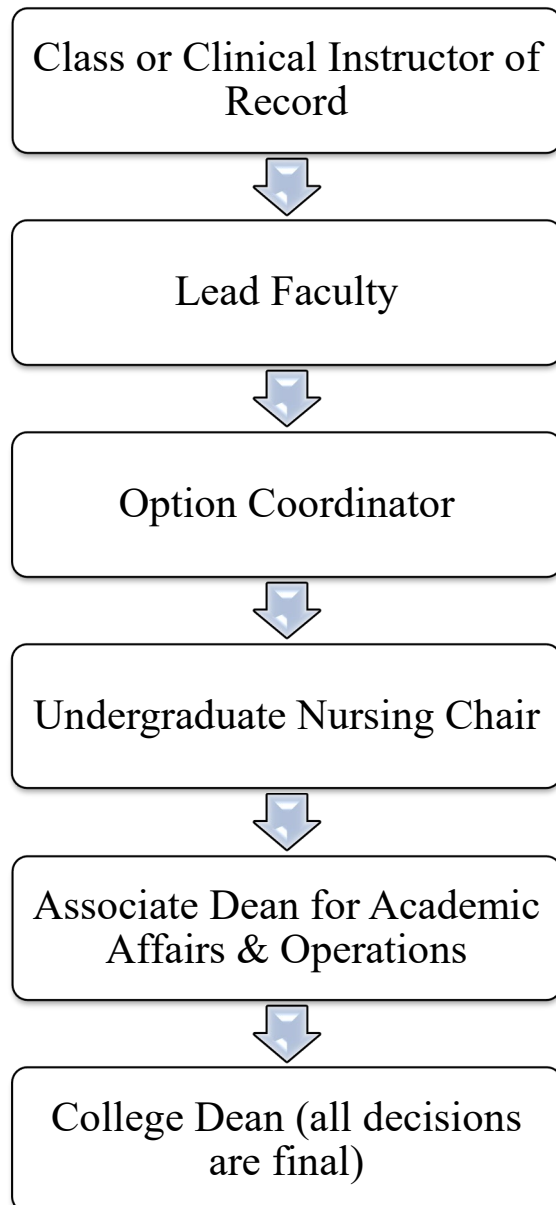 Class or Clinical Instructor of
Record
Lead Faculty
Option Coordinator
Undergraduate Nursing Chair
Associate Dean for Academic
Affairs & Operations
College Dean (all decisions
are final)